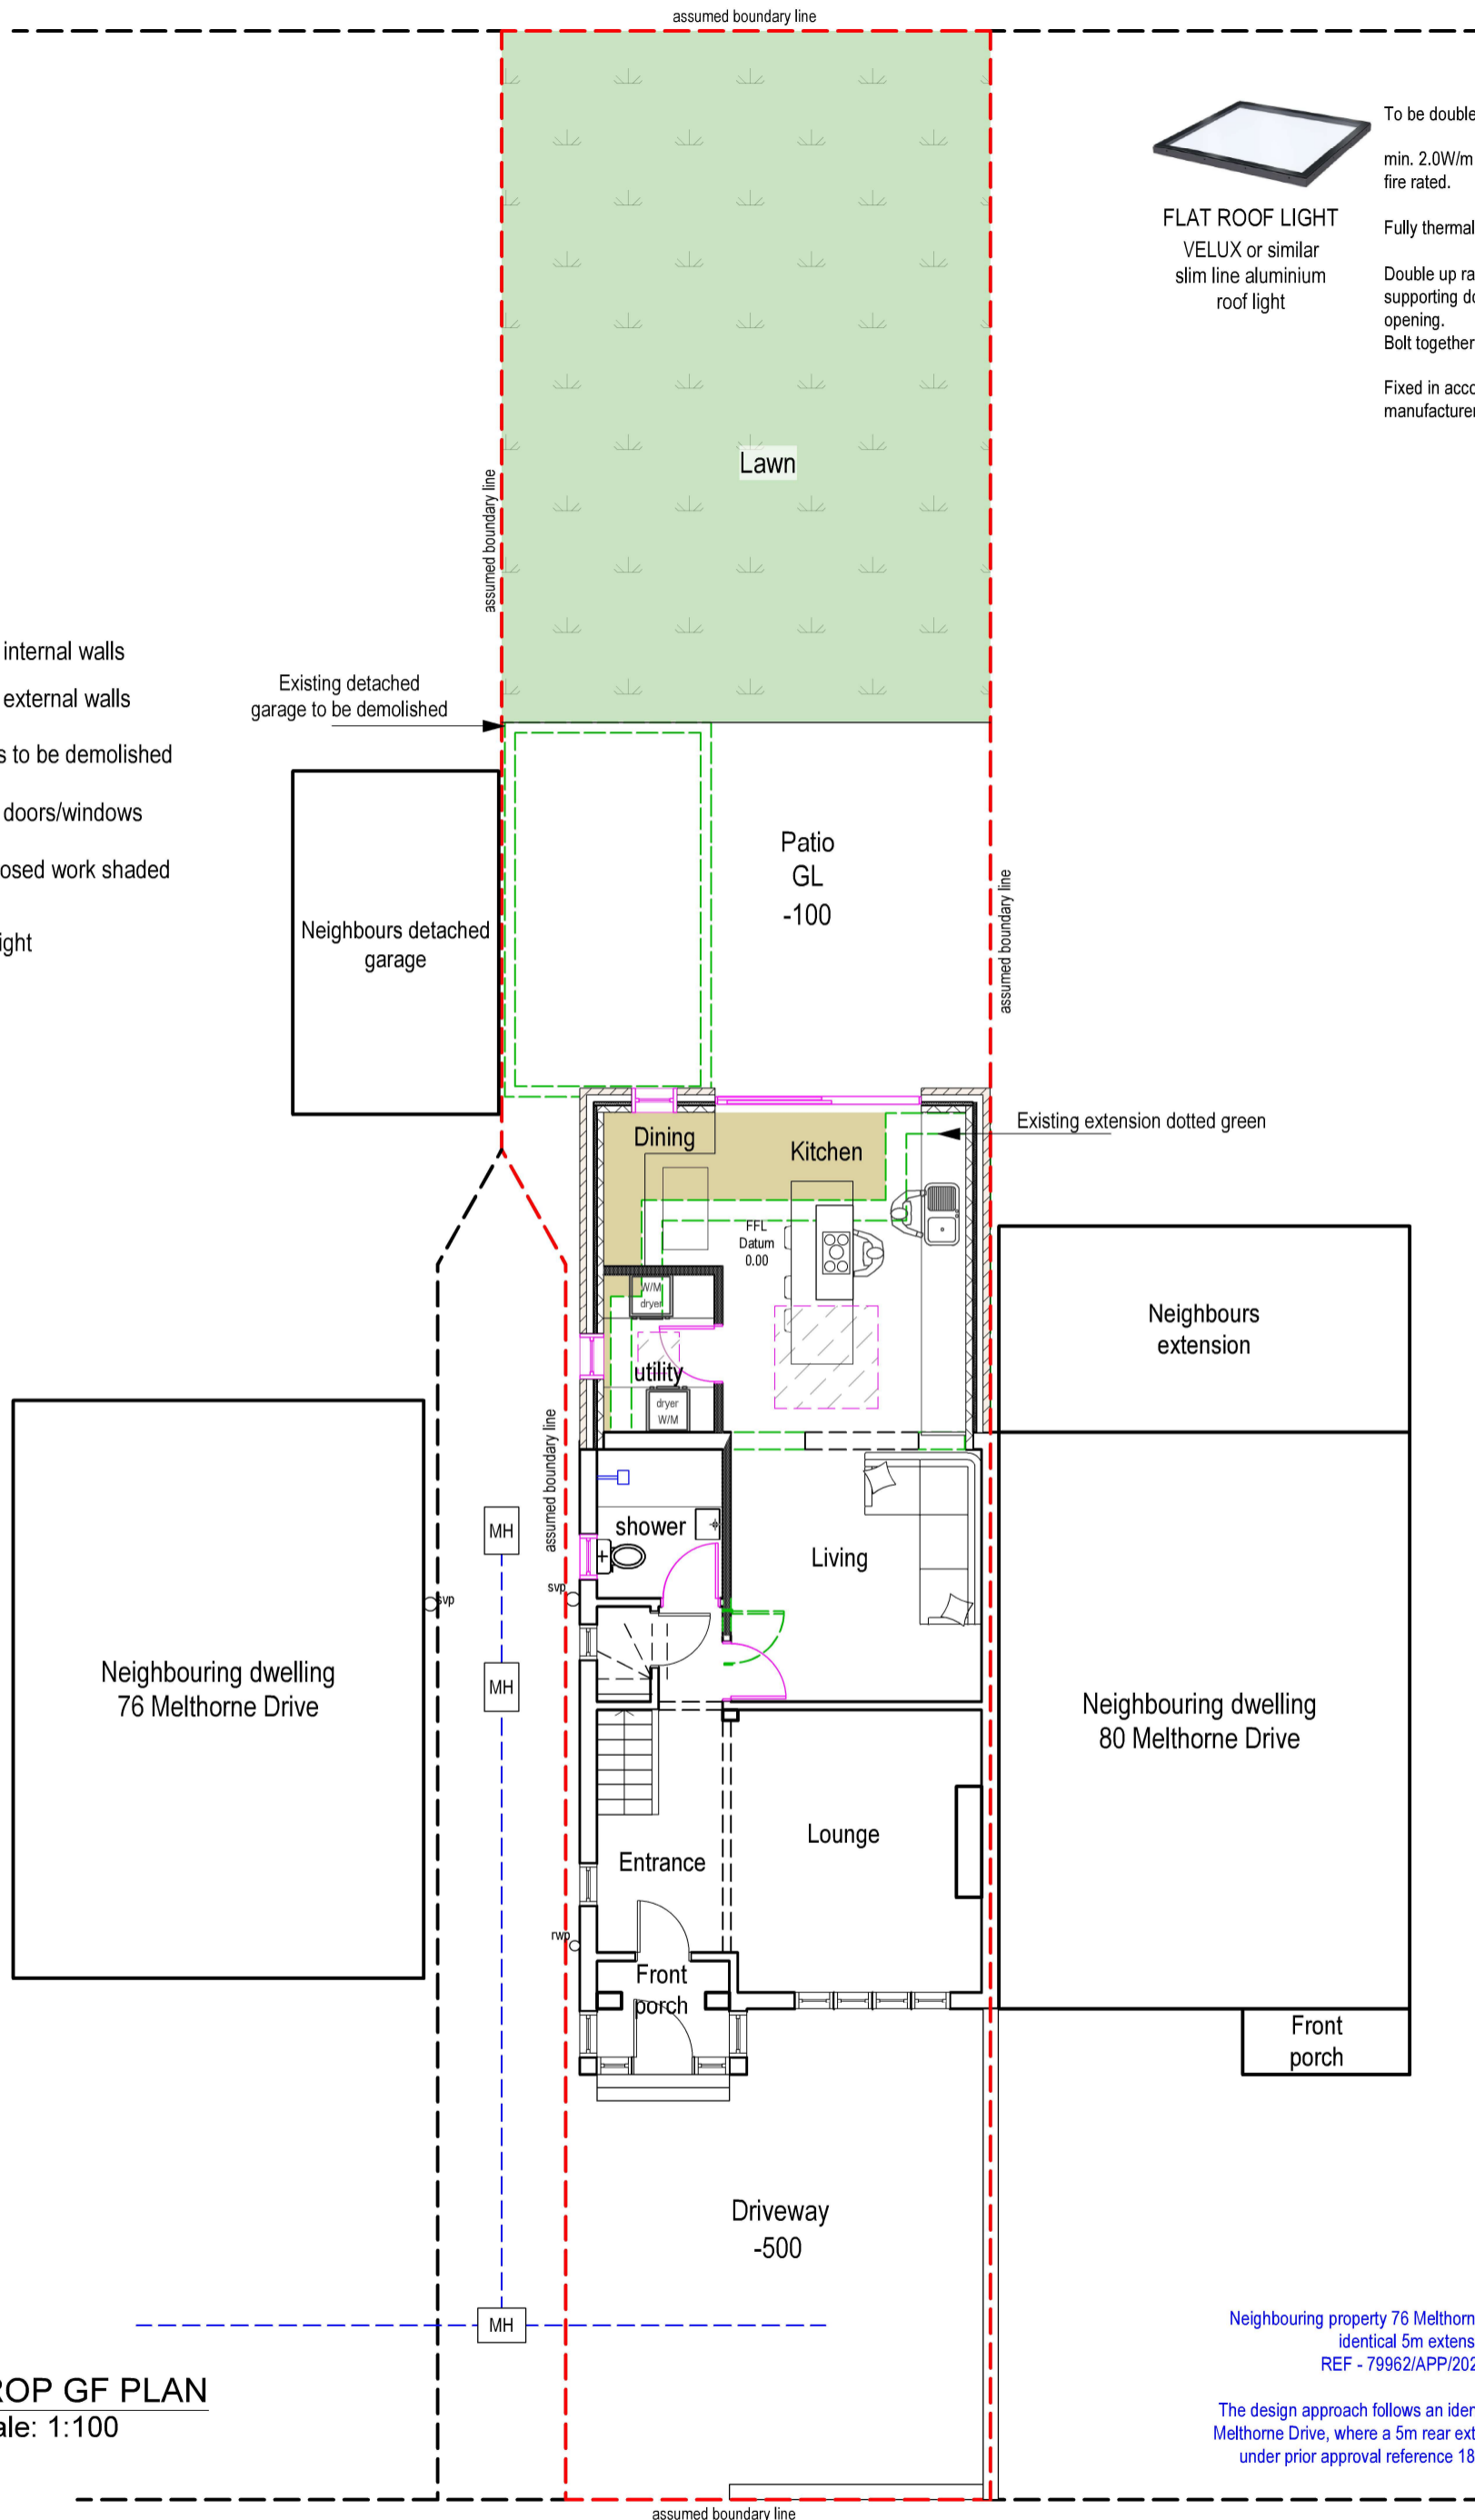 assumed boundary line
To be double
min. 2.0W/m
fire rated.
FLAT ROOF LIGHT
VELUX or similar
slim line aluminium
roof light
Fully thermal
Double up ra
supporting do
opening.
Bolt together
Fixed in acco
manufacturer
Lawn
assumed boundary line
internal walls
external walls
s to be demolished
doors/windows
osed work shaded
ight
Existing detached
garage to be demolished
Neighbours detached
garage
Patio
GL
-100
assumed boundary line
Existing extension dotted green
Dining
Kitchen
FFL
Datum
0.00
W/M
dryer
utility
dryer
W/M
Neighbours
extension
assumed boundary line
MH
shower
Living
svp
svp
MH
Neighbouring dwelling
76 Melthorne Drive
Neighbouring dwelling
80 Melthorne Drive
Lounge
Entrance
rwp
Front
porch
Front
porch
Driveway
-500
MH
Neighbouring property 76 Melthorn
identical 5m extens
REF - 79962/APP/202
The design approach follows an iden
Melthorne Drive, where a 5m rear ext
under prior approval reference 18
ROP GF PLAN
ale: 1:100
assumed boundary line